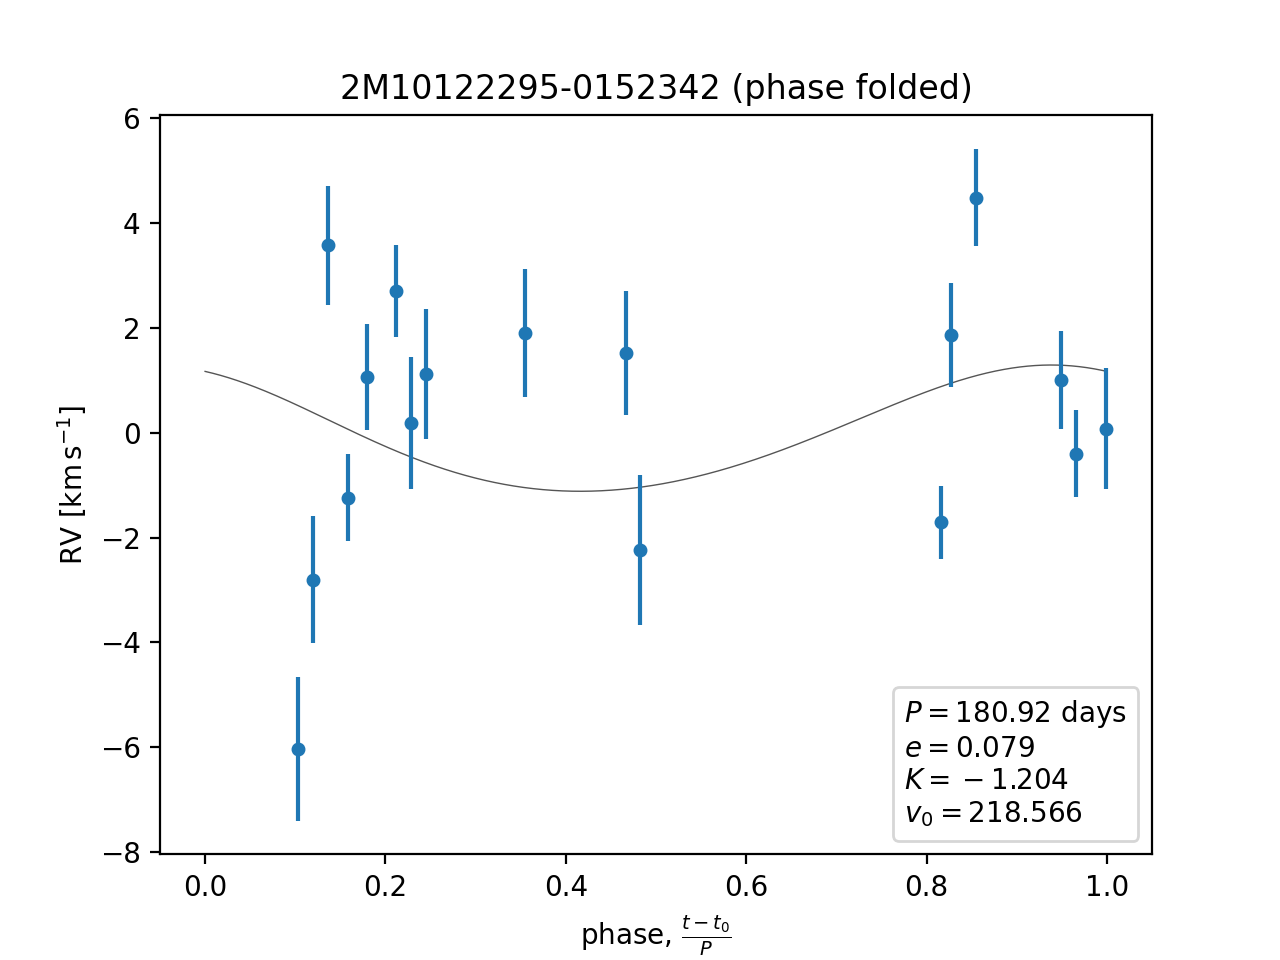 2M10122295-0152342 (phase folded)
6
4
2
0
−2
−4
−6
−8
RV [km s⁻¹]
P = 180.92 days
e = 0.079
K = −1.204
v₀ = 218.566
0.0 0.2 0.4 0.6 0.8 1.0
phase, (t − t₀)/P